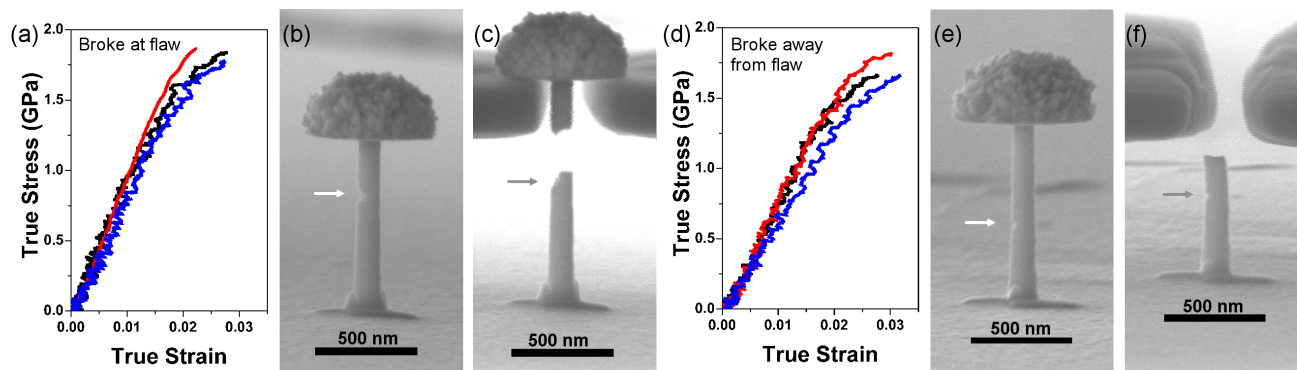 (a)
2.0
1.5
1.0
0.5
0.0
True Stress (GPa)
Broke at flaw
0.00 0.01 0.02 0.03
True Strain
(b)
500 nm
(c)
500 nm
(d)
2.0
1.5
1.0
0.5
0.0
True Stress (GPa)
Broke away
from flaw
0.00 0.01 0.02 0.03
True Strain
(e)
500 nm
(f)
500 nm